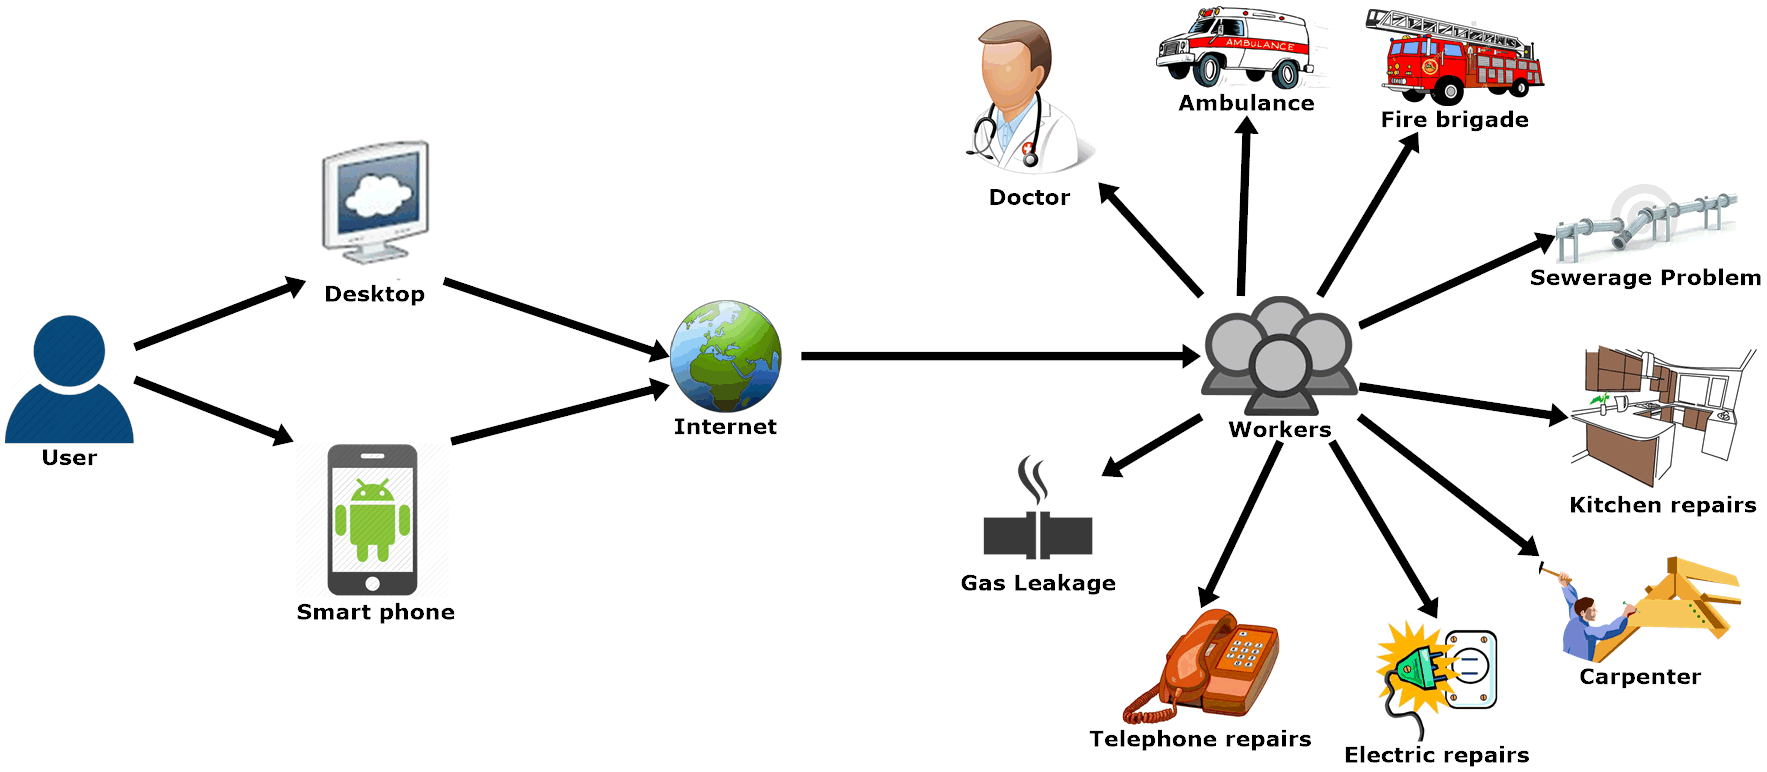 AMBULANCE
Ambulance
Fire brigade
Doctor
Sewerage Problem
Desktop
Internet
Workers
User
Kitchen repairs
Gas Leakage
Smart phone
Carpenter
Telephone repairs
Electric repairs